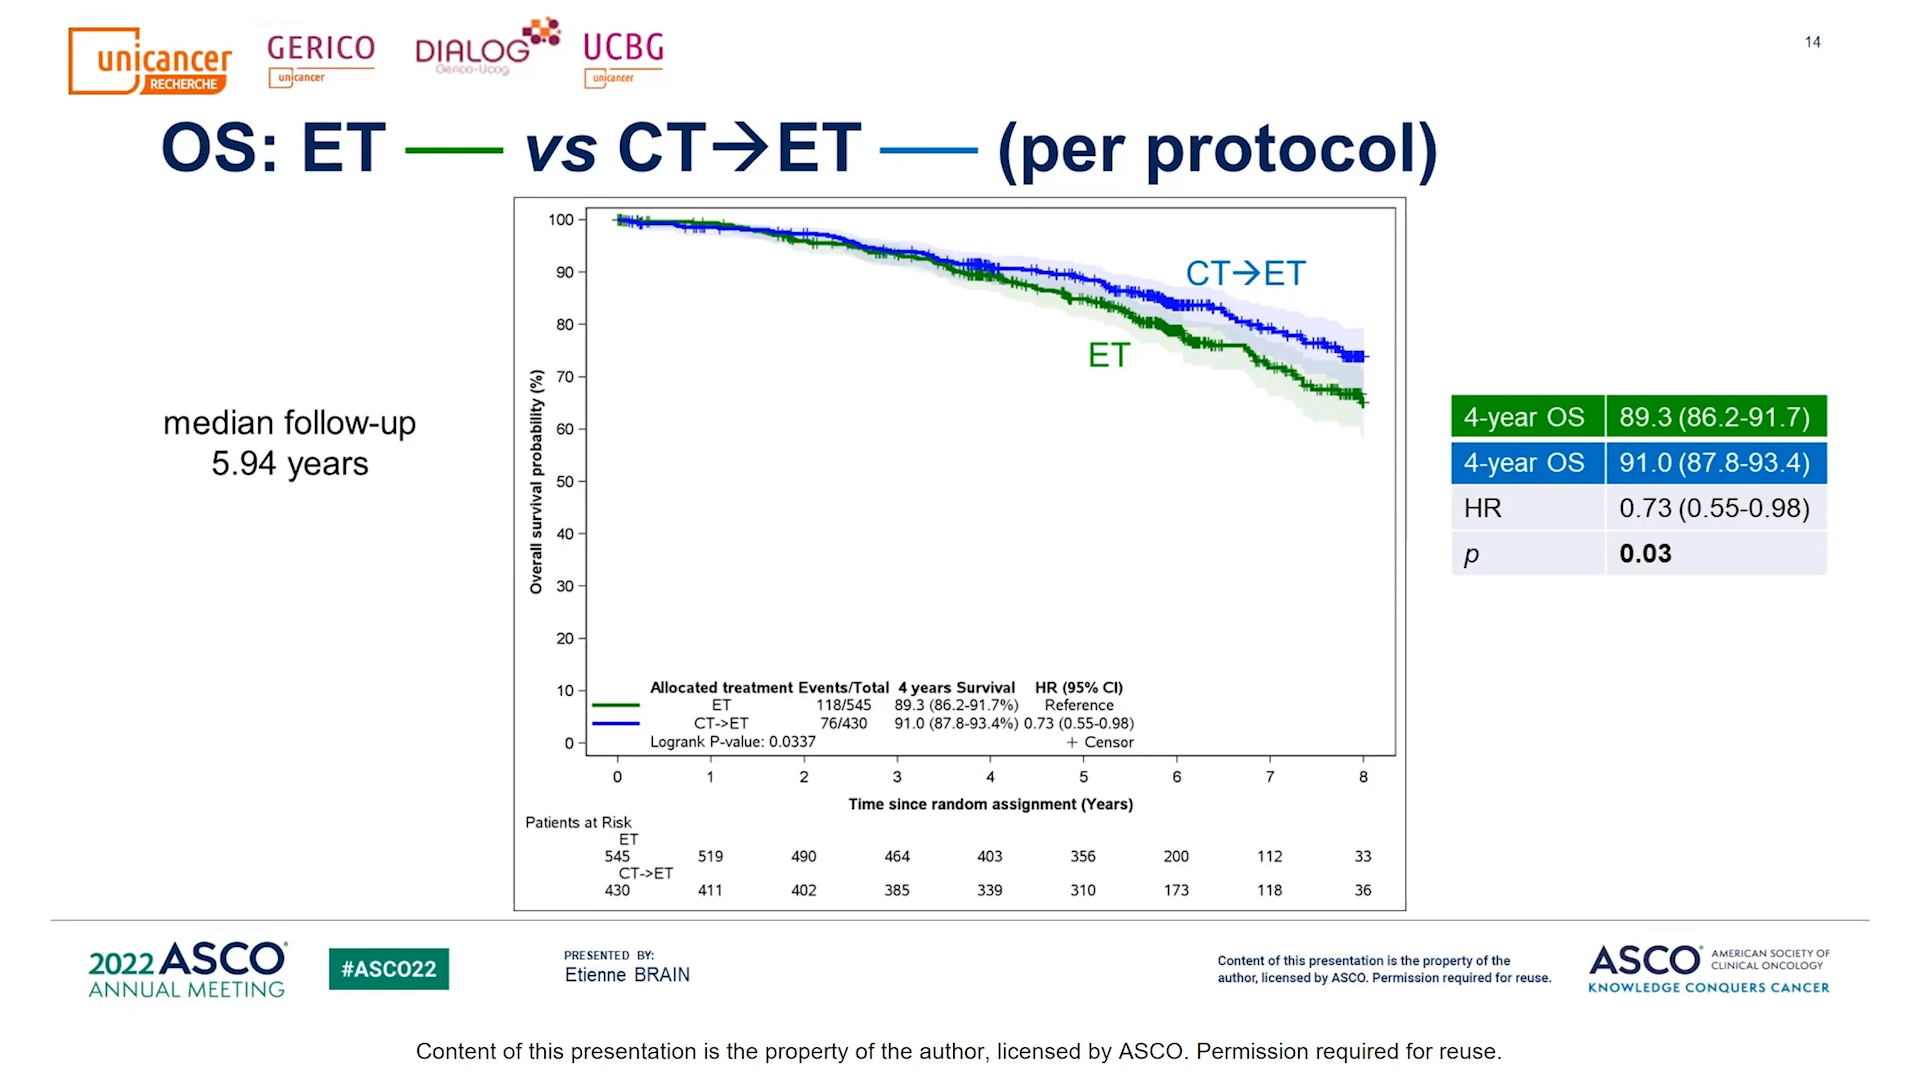 unicancer
RECHERCHE
GERICO
unicancer
DIALOG
Gerico-Ucog
UCBG
unicancer
14
OS: ET vs CT→ET (per protocol)
median follow-up
5.94 years
Overall survival probability (%)
100
90
80
70
60
50
40
30
20
10
0
CT→ET
ET
Allocated treatment Events/Total 4 years Survival HR (95% CI)
ET 118/545 89.3 (86.2-91.7%) Reference
CT->ET 76/430 91.0 (87.8-93.4%) 0.73 (0.55-0.98)
Logrank P-value: 0.0337 + Censor
0 1 2 3 4 5 6 7 8
Time since random assignment (Years)
Patients at Risk
ET
545 519 490 464 403 356 200 112 33
CT->ET
430 411 402 385 339 310 173 118 36
4-year OS 89.3 (86.2-91.7)
4-year OS 91.0 (87.8-93.4)
HR 0.73 (0.55-0.98)
p 0.03
2022 ASCO®
ANNUAL MEETING
#ASCO22
PRESENTED BY:
Etienne BRAIN
Content of this presentation is the property of the
author, licensed by ASCO. Permission required for reuse.
ASCO® AMERICAN SOCIETY OF
CLINICAL ONCOLOGY
KNOWLEDGE CONQUERS CANCER
Content of this presentation is the property of the author, licensed by ASCO. Permission required for reuse.